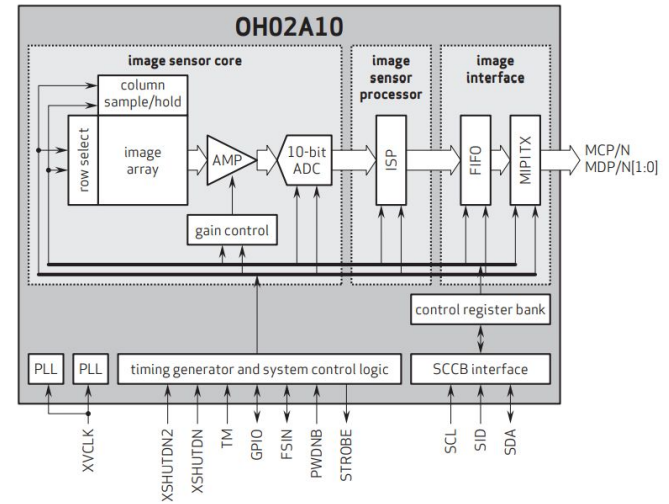 OH02A10
image sensor core
image
sensor
processor
image
interface
column
sample/hold
row select
image
array
AMP
10-bit
ADC
ISP
FIFO
MIPI TX
MCP/N
MDP/N[1:0]
gain control
control register bank
PLL
PLL
timing generator and system control logic
SCCB interface
XVCLK
XSHUTDN2
XSHUTDN
TM
GPIO
FSIN
PWDNB
STROBE
SCL
SID
SDA